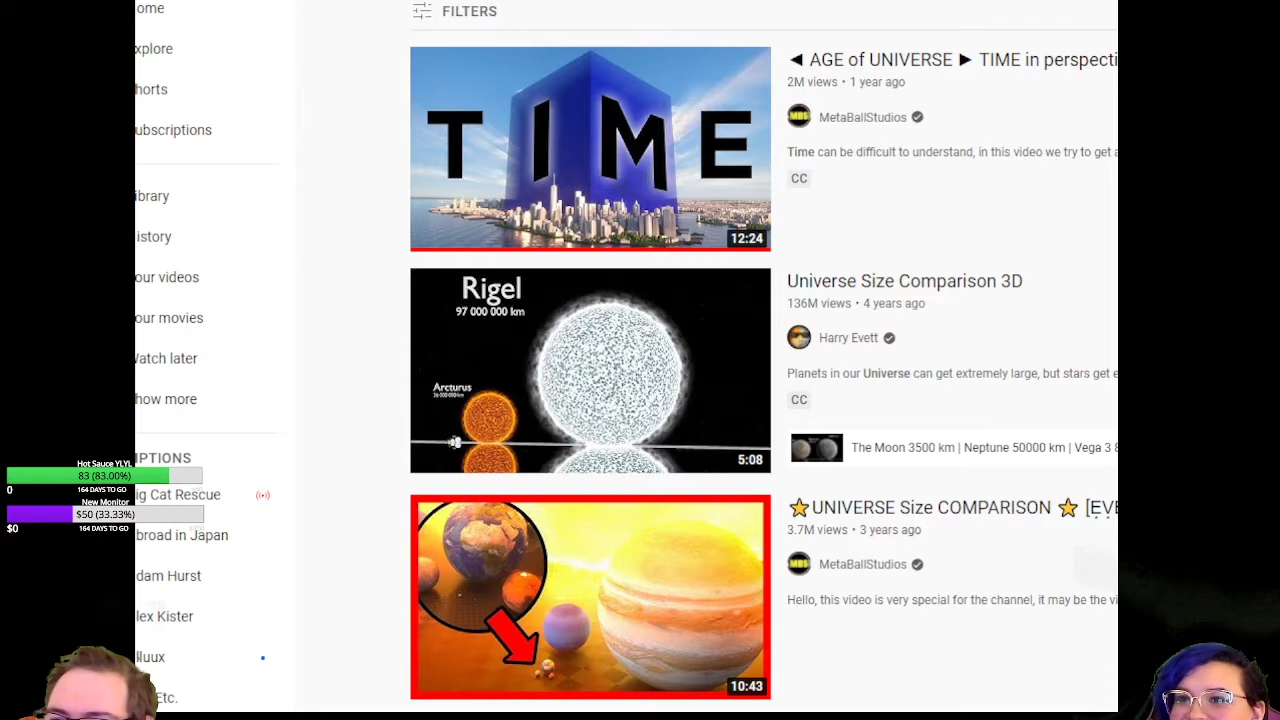 ome
xplore
horts
ubscriptions
ibrary
istory
our videos
our movies
Watch later
how more
IPTIONS
ig Cat Rescue
broad in Japan
dam Hurst
lex Kister
lluux
Etc.
Hot Sauce YLYL
83 (83.00%)
0
164 DAYS TO GO
New Monitor
$50 (33.33%)
$0
164 DAYS TO GO
FILTERS
TIME
12:24
◄ AGE of UNIVERSE ► TIME in perspecti
2M views • 1 year ago
MBS
MetaBallStudios
Time can be difficult to understand, in this video we try to get a
CC
Rigel
97 000 000 km
Arcturus
5:08
Universe Size Comparison 3D
136M views • 4 years ago
Harry Evett
Planets in our Universe can get extremely large, but stars get e
CC
The Moon 3500 km | Neptune 50000 km | Vega 3
10:43
⭐UNIVERSE Size COMPARISON ⭐ [EVE
3.7M views • 3 years ago
MBS
MetaBallStudios
Hello, this video is very special for the channel, it may be the vi